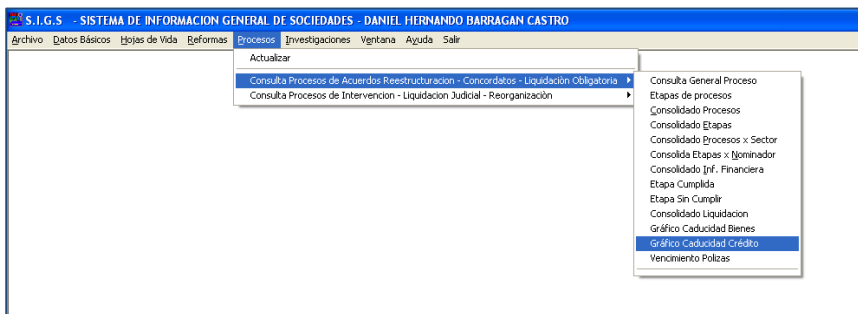 S.I.G.S - SISTEMA DE INFORMACION GENERAL DE SOCIEDADES - DANIEL HERNANDO BARRAGAN CASTRO
Archivo Datos Básicos Hojas de Vida Reformas Procesos Investigaciones Ventana Ayuda Salir
Actualizar
Consulta Procesos de Acuerdos Reestructuracion - Concordatos - Liquidaciòn Obligatoria
Consulta Procesos de Intervencion - Liquidacion Judicial - Reorganizaciòn
Consulta General Proceso
Etapas de procesos
Consolidado Procesos
Consolidado Etapas
Consolidado Procesos x Sector
Consolida Etapas x Nominador
Consolidado Inf. Financiera
Etapa Cumplida
Etapa Sin Cumplir
Consolidado Liquidacion
Gráfico Caducidad Bienes
Gráfico Caducidad Crédito
Vencimiento Polizas